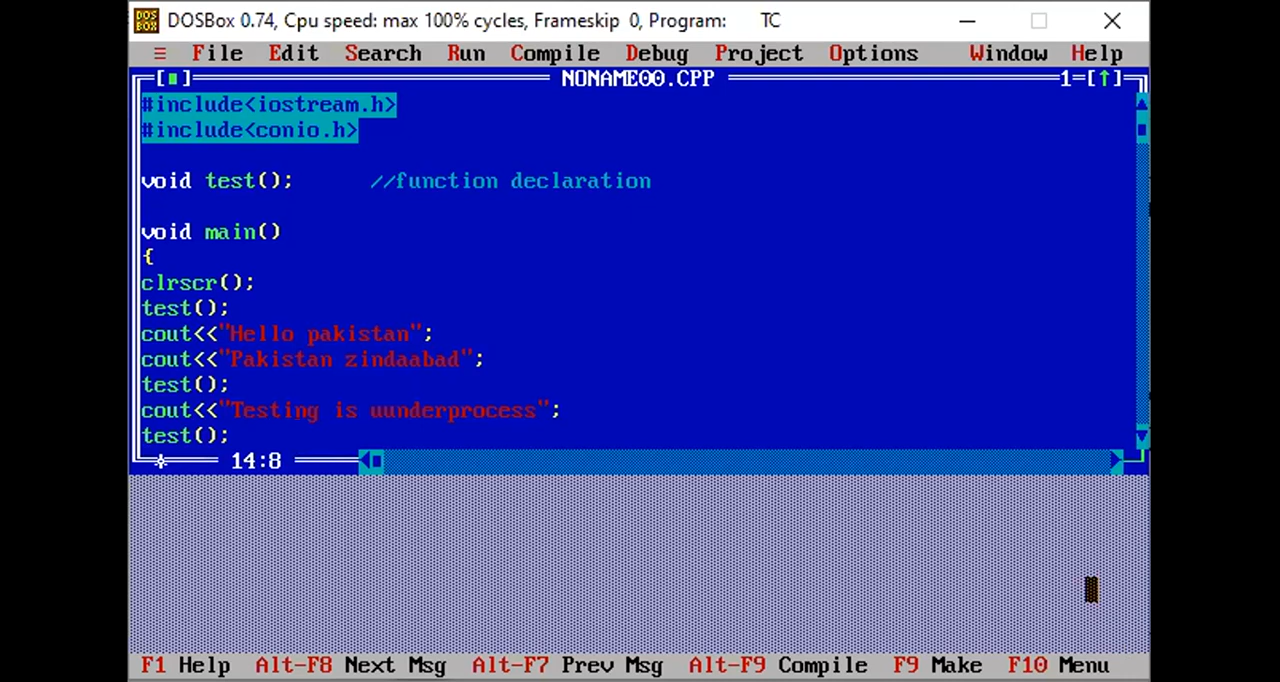 DOSBox 0.74, Cpu speed: max 100% cycles, Frameskip 0, Program: TC
≡ File Edit Search Run Compile Debug Project Options Window Help
[■] NONAME00.CPP 1=[↑]
#include<iostream.h>
#include<conio.h>
void test(); //function declaration
void main()
{
clrscr();
test();
cout<<"Hello pakistan";
cout<<"Pakistan zindaabad";
test();
cout<<"Testing is uunderprocess";
test();
14:8
F1 Help Alt-F8 Next Msg Alt-F7 Prev Msg Alt-F9 Compile F9 Make F10 Menu